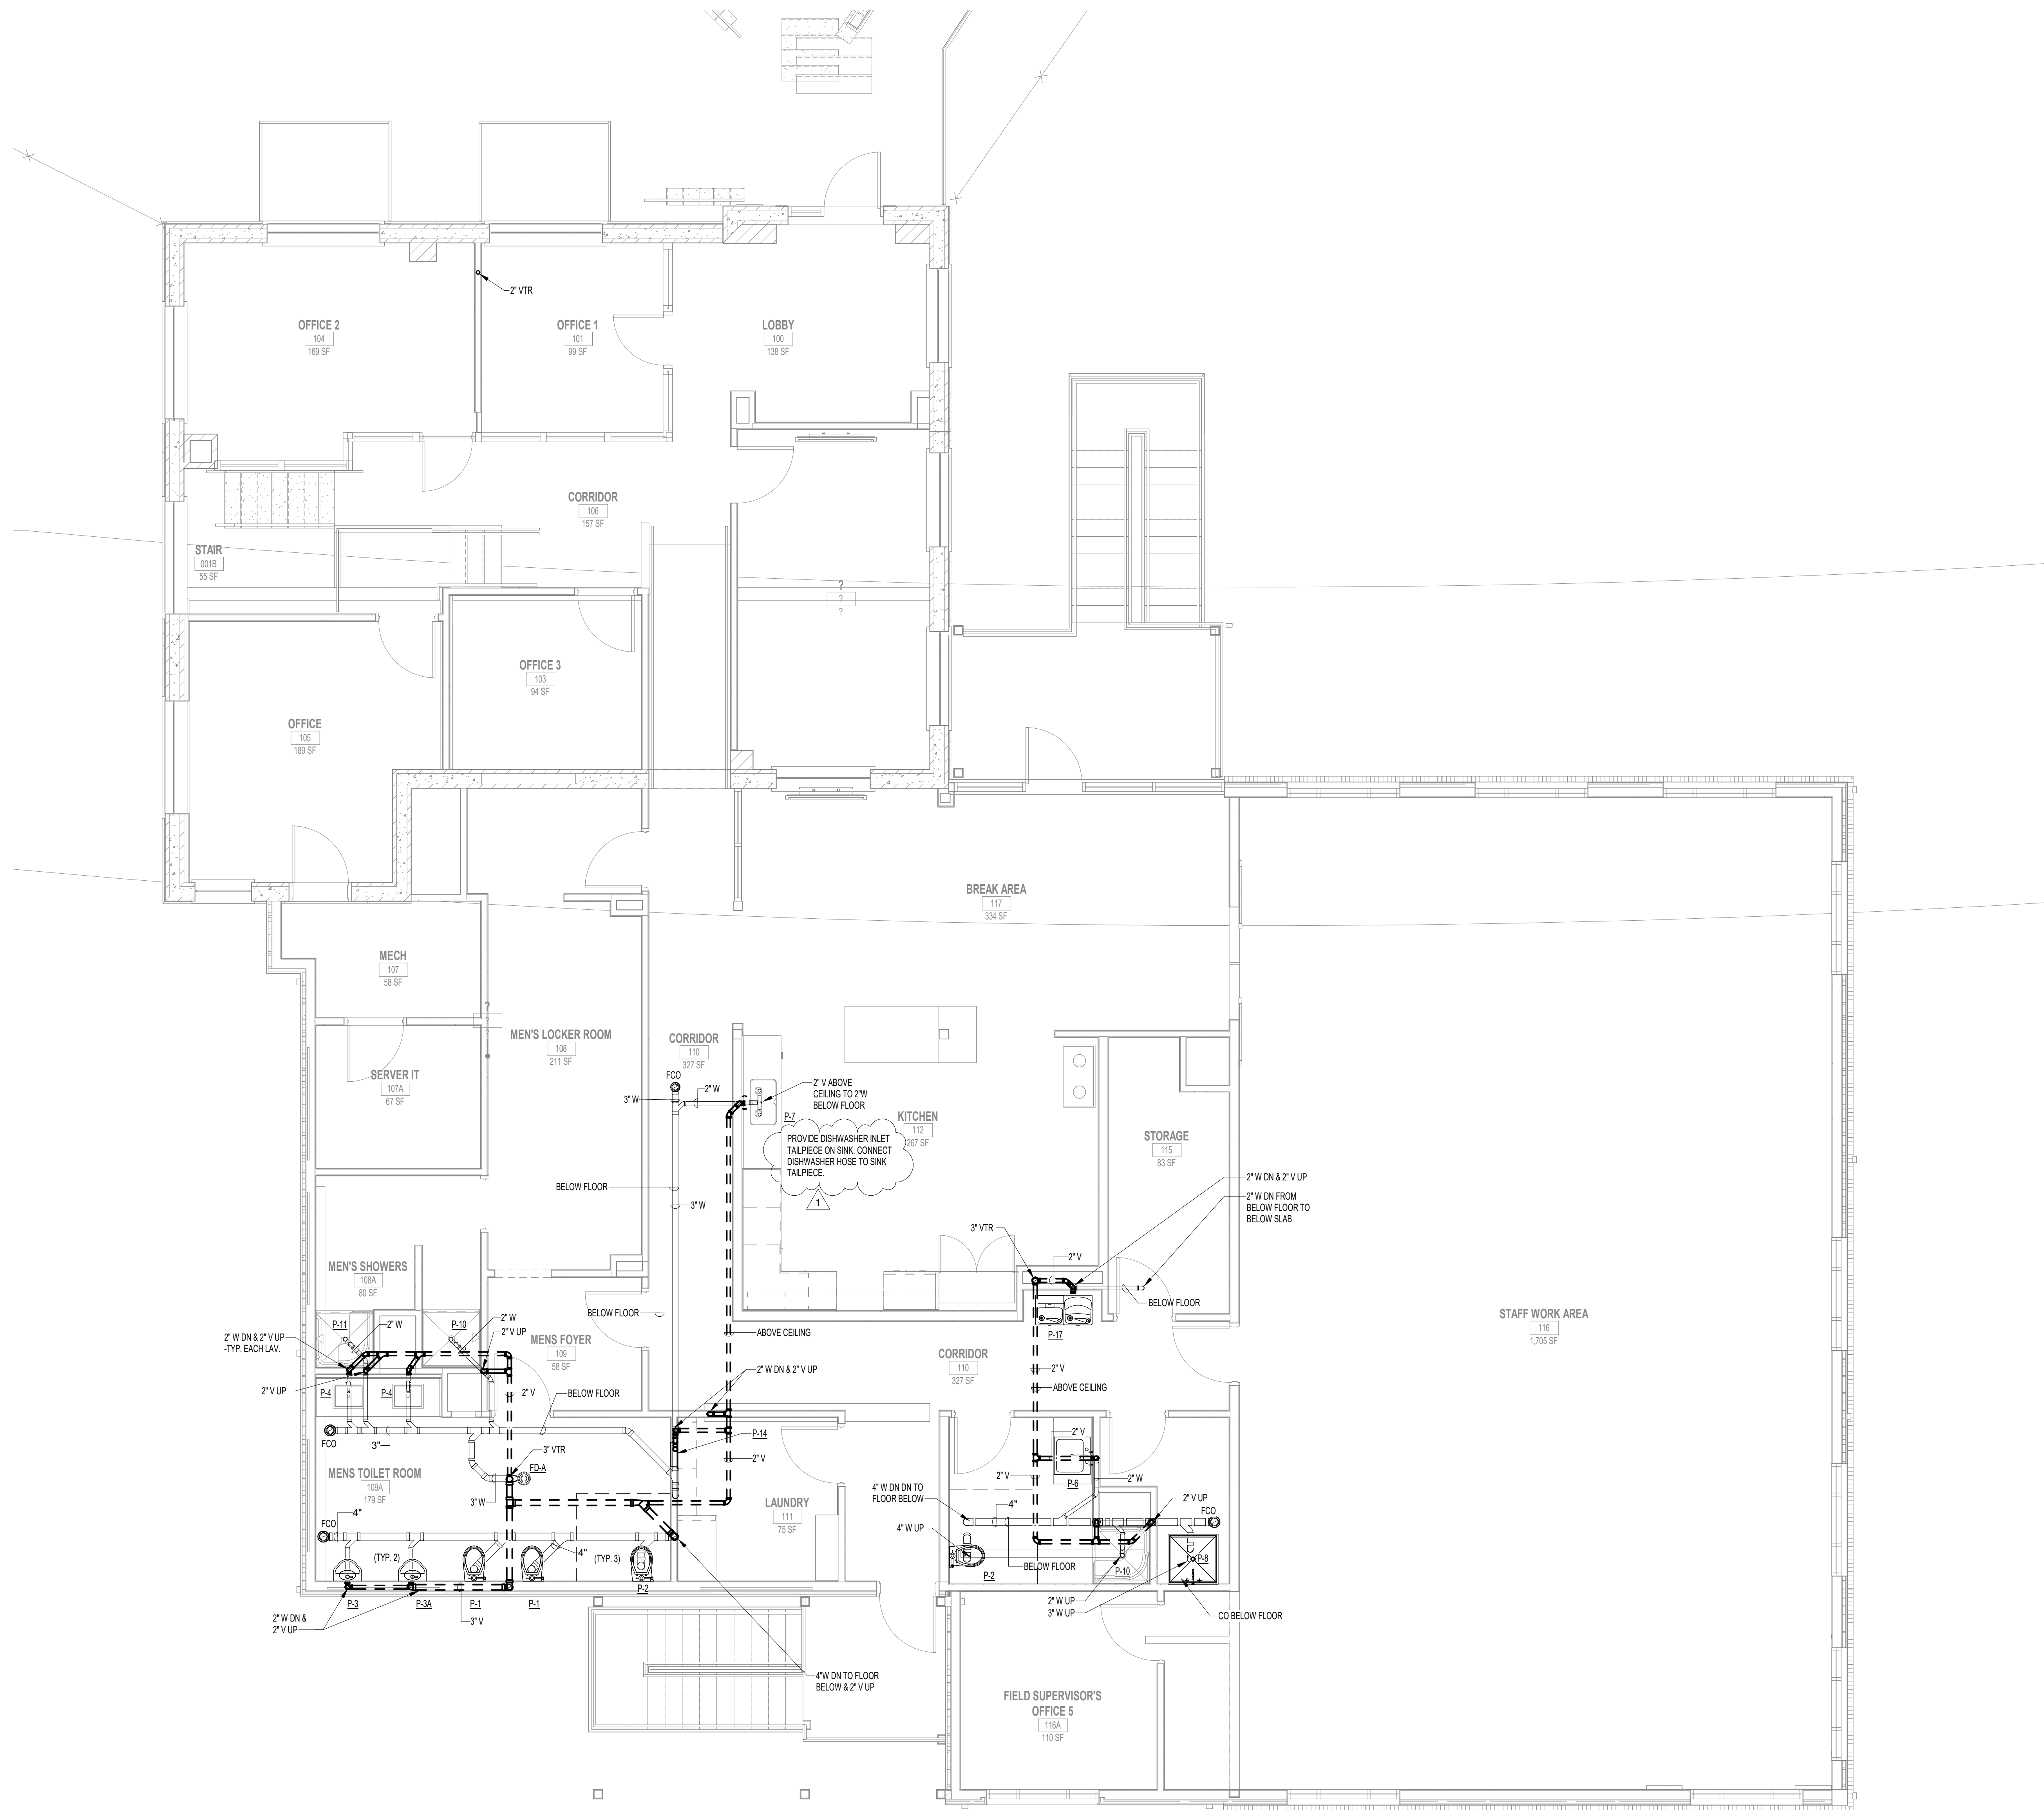 2" VTR
OFFICE 2
104
169 SF
OFFICE 1
101
99 SF
LOBBY
100
138 SF
CORRIDOR
106
157 SF
STAIR
001B
55 SF
?
?
?
OFFICE 3
103
94 SF
OFFICE
105
189 SF
BREAK AREA
117
334 SF
MECH
107
58 SF
?
MEN'S LOCKER ROOM
108
211 SF
CORRIDOR
110
327 SF
SERVER IT
107A
67 SF
FCO
2" W
3" W
2" V ABOVE
CEILING TO 2"W
BELOW FLOOR
P-7
KITCHEN
112
267 SF
PROVIDE DISHWASHER INLET
TAILPIECE ON SINK. CONNECT
DISHWASHER HOSE TO SINK
TAILPIECE.
1
STORAGE
115
83 SF
BELOW FLOOR
3" W
2" W DN & 2" V UP
2" W DN FROM
BELOW FLOOR TO
BELOW SLAB
3" VTR
2" V
BELOW FLOOR
MEN'S SHOWERS
108A
80 SF
BELOW FLOOR
STAFF WORK AREA
116
1,705 SF
P-11
2" W
P-10
2" W
2" V UP
2" W DN & 2" V UP
-TYP. EACH LAV.
MENS FOYER
109
58 SF
ABOVE CEILING
P-17
CORRIDOR
110
327 SF
2" V
ABOVE CEILING
2" W DN & 2" V UP
2" V UP
P-4
P-4
2" V
BELOW FLOOR
FCO
3"
P-14
2" V
3" VTR
FD-A
2" V
MENS TOILET ROOM
109A
179 SF
3" W
2" V
P-6
2" W
4" W DN DN TO
FLOOR BELOW
4"
LAUNDRY
111
75 SF
2" V UP
FCO
4"
FCO
4" W UP
(TYP. 2)
4"
(TYP. 3)
BELOW FLOOR
P-8
P-2
P-2
P-10
P-3
P-3A
P-1
P-1
2" W UP
3" W UP
CO BELOW FLOOR
2" W DN &
2" V UP
3" V
4"W DN TO FLOOR
BELOW & 2" V UP
FIELD SUPERVISOR'S
OFFICE 5
116A
110 SF